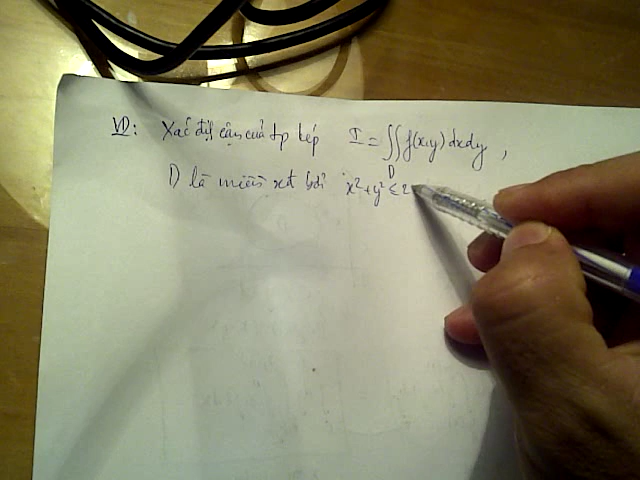 VD: Xác định cận của tp kép I = ∬ f(x,y) dxdy ,
D
D là miền xđ bởi x² + y² ≤ 2